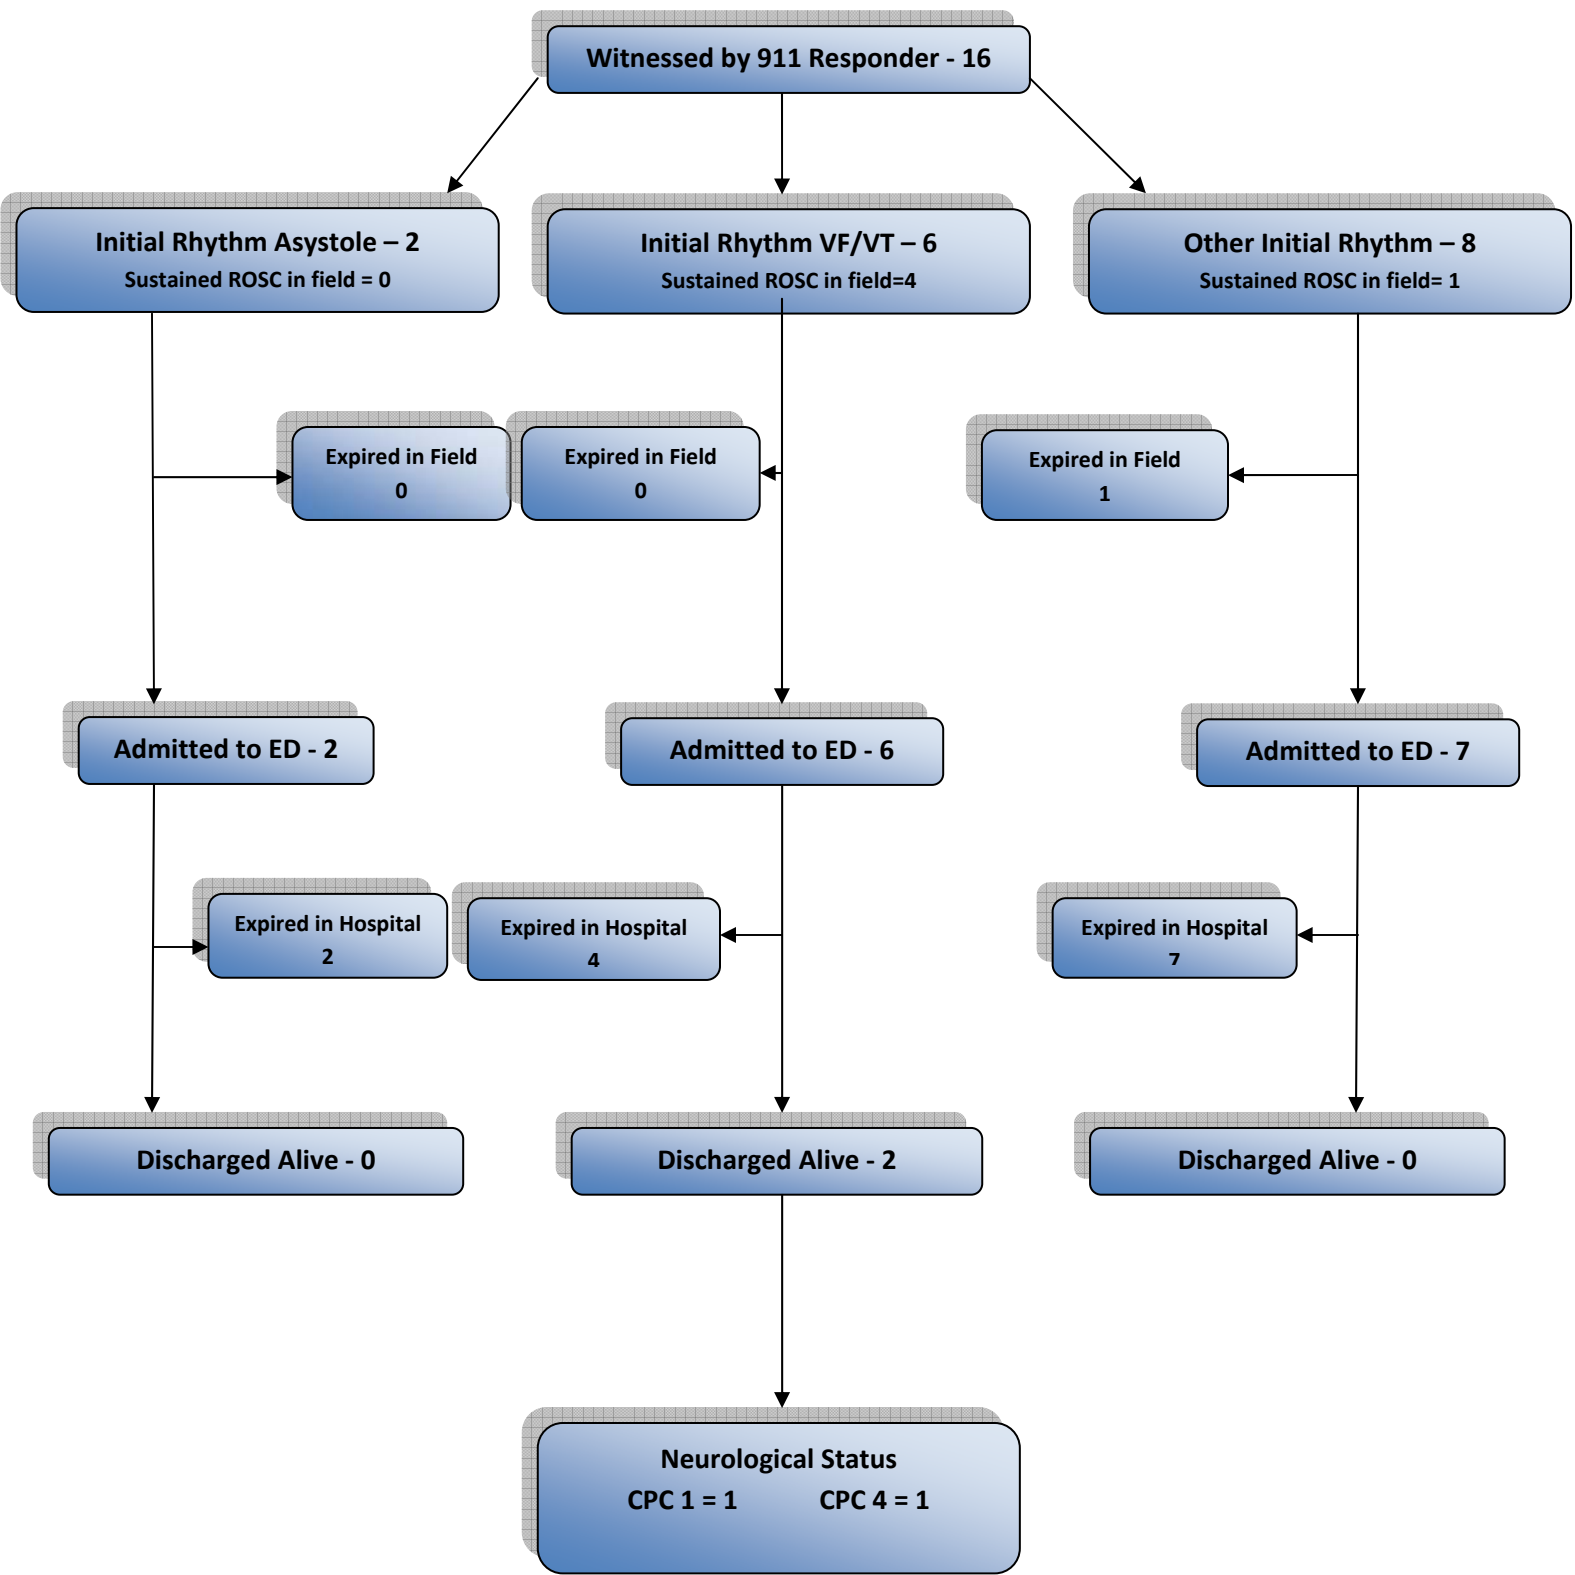 Witnessed by 911 Responder - 16
Initial Rhythm Asystole – 2
Sustained ROSC in field = 0
Initial Rhythm VF/VT – 6
Sustained ROSC in field=4
Other Initial Rhythm – 8
Sustained ROSC in field= 1
Expired in Field
0
Expired in Field
0
Expired in Field
1
Admitted to ED - 2
Admitted to ED - 6
Admitted to ED - 7
Expired in Hospital
2
Expired in Hospital
4
Expired in Hospital
7
Discharged Alive - 0
Discharged Alive - 2
Discharged Alive - 0
Neurological Status
CPC 1 = 1 CPC 4 = 1